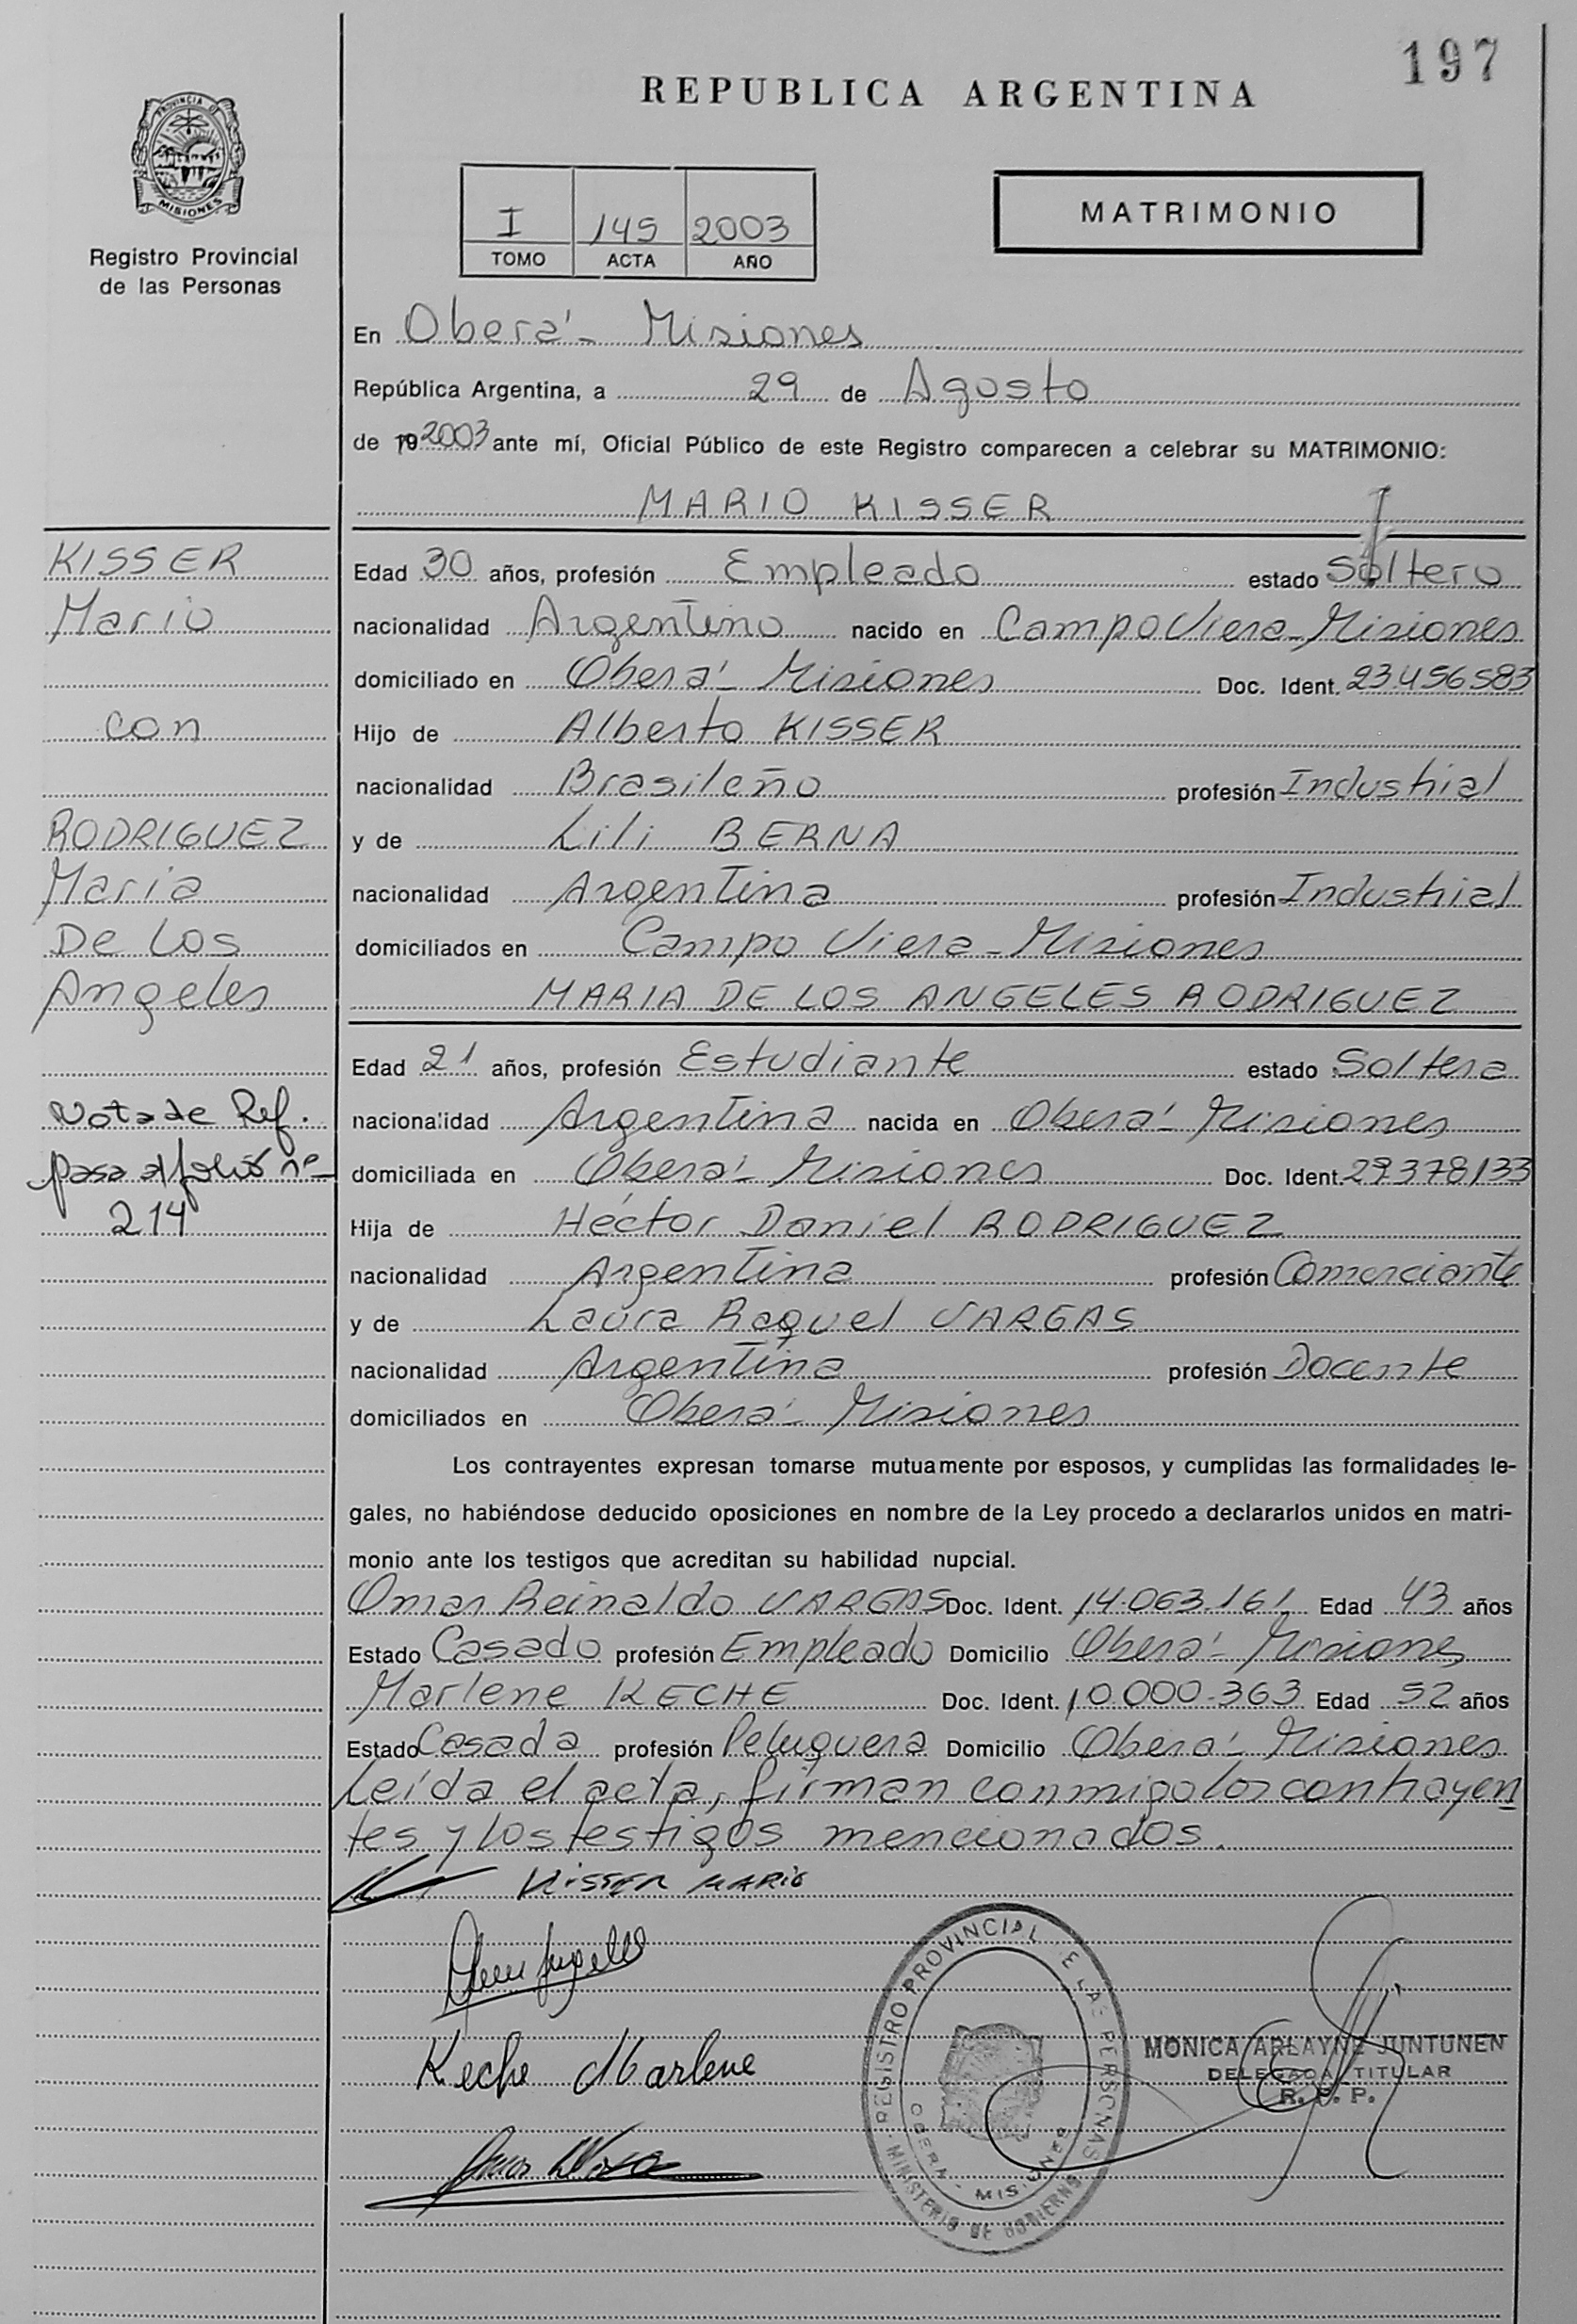 197
REPUBLICA ARGENTINA
PROVINCIA DE
MISIONES
Registro Provincial
de las Personas
I 145 2003
TOMO ACTA AÑO
MATRIMONIO
En Oberá - Misiones
República Argentina, a 29 de Agosto
de 19 2003 ante mí, Oficial Público de este Registro comparecen a celebrar su MATRIMONIO:
MARIO KISSER
KISSER
Mario
con
RODRIGUEZ
Maria
De Los
Angeles
Nota de Ref.
pasa al folio nº
214
Edad 30 años, profesión Empleado estado Soltero
nacionalidad Argentino nacido en Campo Viera - Misiones
domiciliado en Oberá - Misiones Doc. Ident. 23.456583
Hijo de Alberto KISSER
nacionalidad Brasileño profesión Industrial
y de Lili BERNA
nacionalidad Argentina profesión Industrial
domiciliados en Campo Viera - Misiones
MARIA DE LOS ANGELES RODRIGUEZ
Edad 21 años, profesión Estudiante estado Soltera
nacionalidad Argentina nacida en Oberá - Misiones
domiciliada en Oberá - Misiones Doc. Ident. 29.378133
Hija de Héctor Daniel RODRIGUEZ
nacionalidad Argentina profesión Comerciante
y de Laura Raquel VARGAS
nacionalidad Argentina profesión Docente
domiciliados en Oberá - Misiones
Los contrayentes expresan tomarse mutuamente por esposos, y cumplidas las formalidades le-
gales, no habiéndose deducido oposiciones en nombre de la Ley procedo a declararlos unidos en matri-
monio ante los testigos que acreditan su habilidad nupcial.
Omar Reinaldo VARGAS Doc. Ident. 14.063.161 Edad 43 años
Estado Casado profesión Empleado Domicilio Oberá - Misiones
Marlene KECHE Doc. Ident. 10.000.363 Edad 52 años
Estado Casada profesión Peluquera Domicilio Oberá - Misiones
Leída el acta, firman conmigo los contrayen
tes y los testigos mencionados.
KISSER MARIO
Keche Marlene
REGISTRO PROVINCIAL DE LAS PERSONAS
MINISTERIO DE GOBIERNO
OBERA - MISIONES
MONICA ARLAYNE JUNTUNEN
DELEGADA TITULAR
R. P. P.